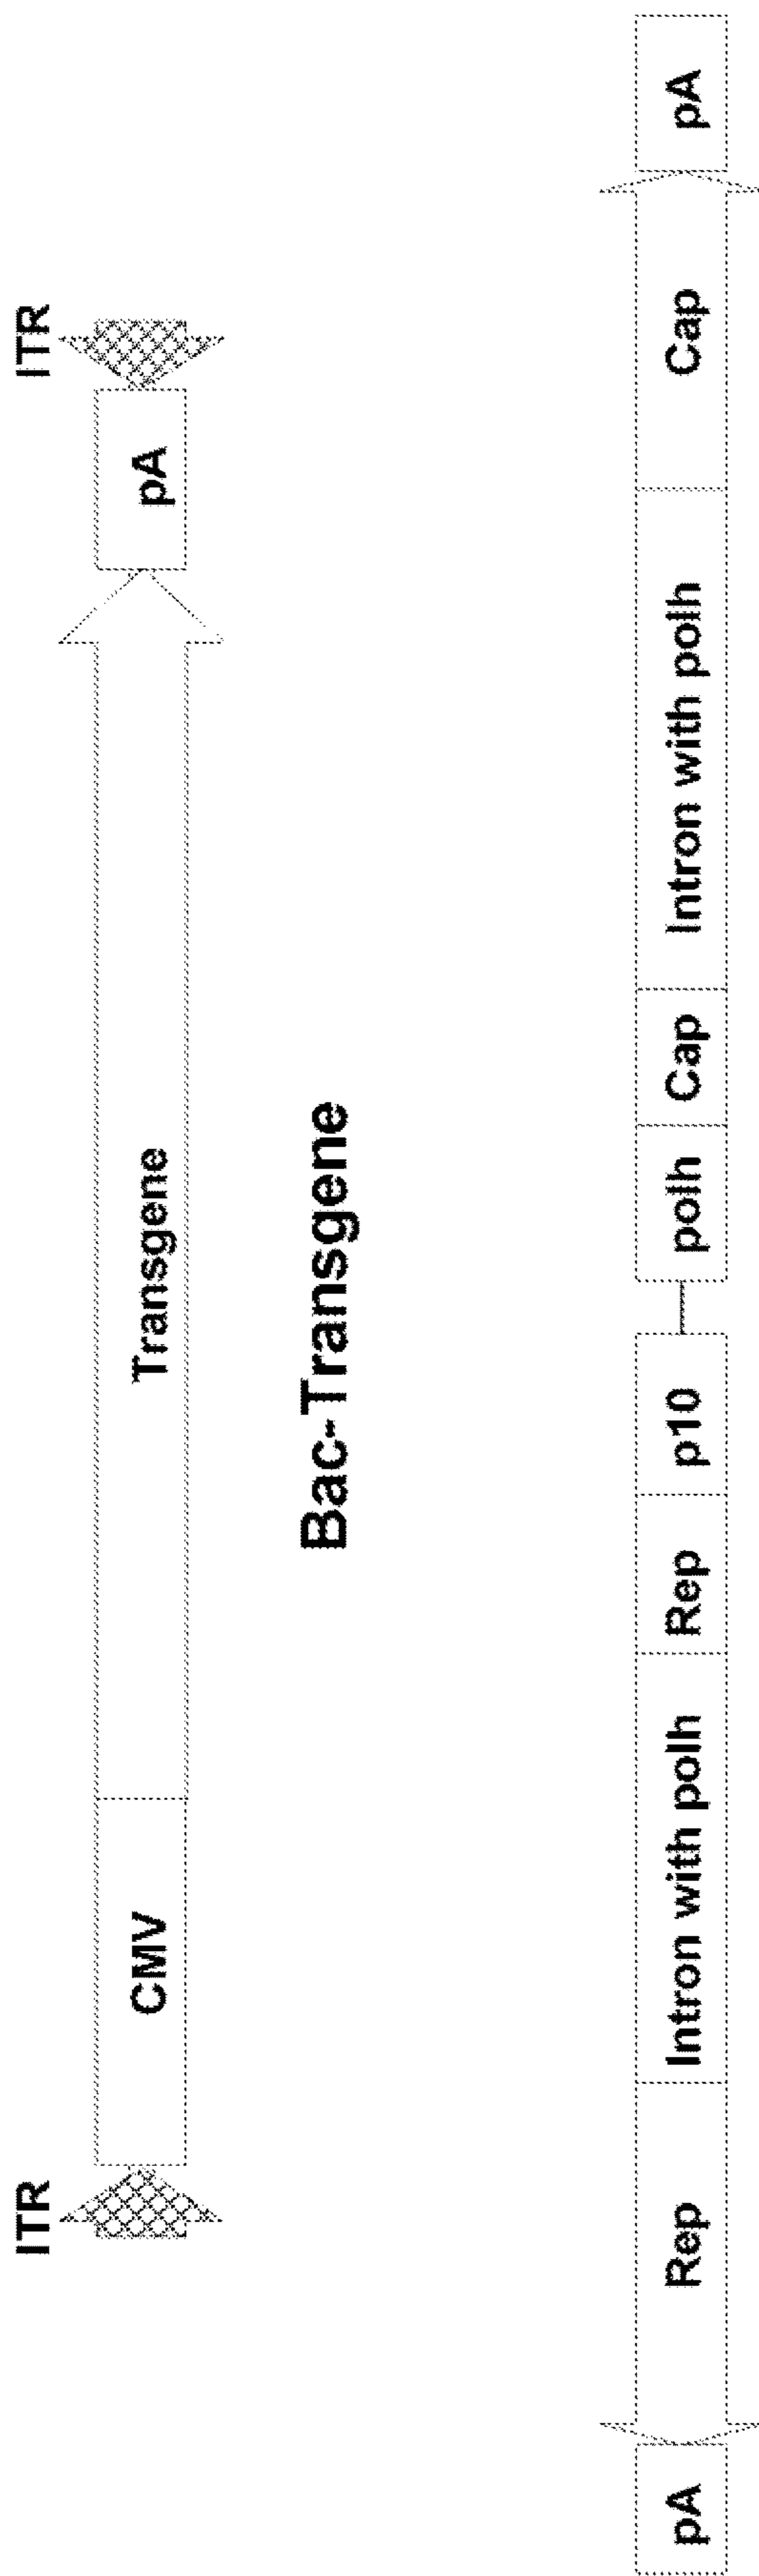 ITR
ITR
CMV
Transgene
pA
Bac-Transgene
pA
Rep
Intron with polh
Rep
p10
polh
Cap
Intron with polh
Cap
pA